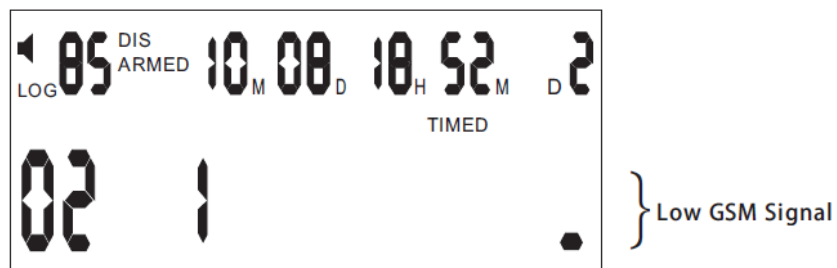 LOG 85 DIS ARMED 10 M 08 D 18 H 52 M D 2
TIMED
02 1 .
Low GSM Signal